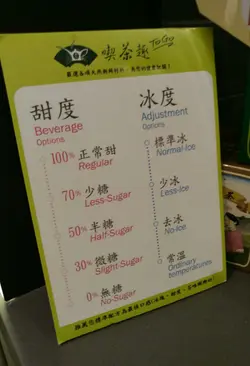 喫茶趣 ToGo
甜度
Beverage
Options
100% 正常甜
Regular
70% 少糖
Less-Sugar
50% 半糖
Half-Sugar
30% 微糖
Slight-Sugar
0% 無糖
No-Sugar
冰度
Adjustment
Options
標準冰
Normal-Ice
少冰
Less-Ice
去冰
No-Ice
常溫
Ordinary
temperatures